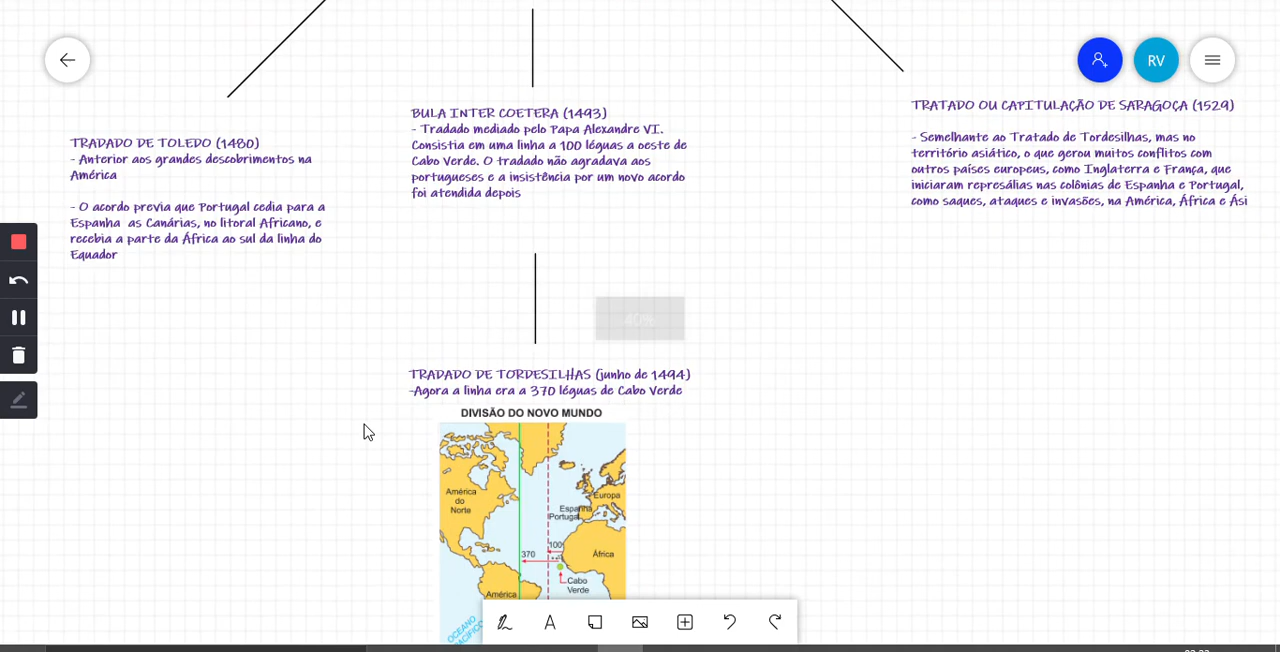 RV
TRADADO DE TOLEDO (1480)
- Anterior aos grandes descobrimentos na
América
- O acordo previa que Portugal cedia para a
Espanha as Canárias, no litoral Africano, e
recebia a parte da África ao sul da linha do
Equador
BULA INTER COETERA (1493)
- Tradado mediado pelo Papa Alexandre VI.
Consistia em uma linha a 100 léguas a oeste de
Cabo Verde. O tradado não agradava aos
portugueses e a insistência por um novo acordo
foi atendida depois
TRATADO OU CAPITULAÇÃO DE SARAGOÇA (1529)
- Semelhante ao Tratado de Tordesilhas, mas no
território asiático, o que gerou muitos conflitos com
outros países europeus, como Inglaterra e França, que
iniciaram represálias nas colônias de Espanha e Portugal,
como saques, ataques e invasões, na América, África e Ási
40%
TRADADO DE TORDESILHAS (junho de 1494)
-Agora a linha era a 370 léguas de Cabo Verde
DIVISÃO DO NOVO MUNDO
América
do
Norte
Europa
Espanha
Portugal
100
370
África
Cabo
Verde
América
OCEANO
PACÍFICO